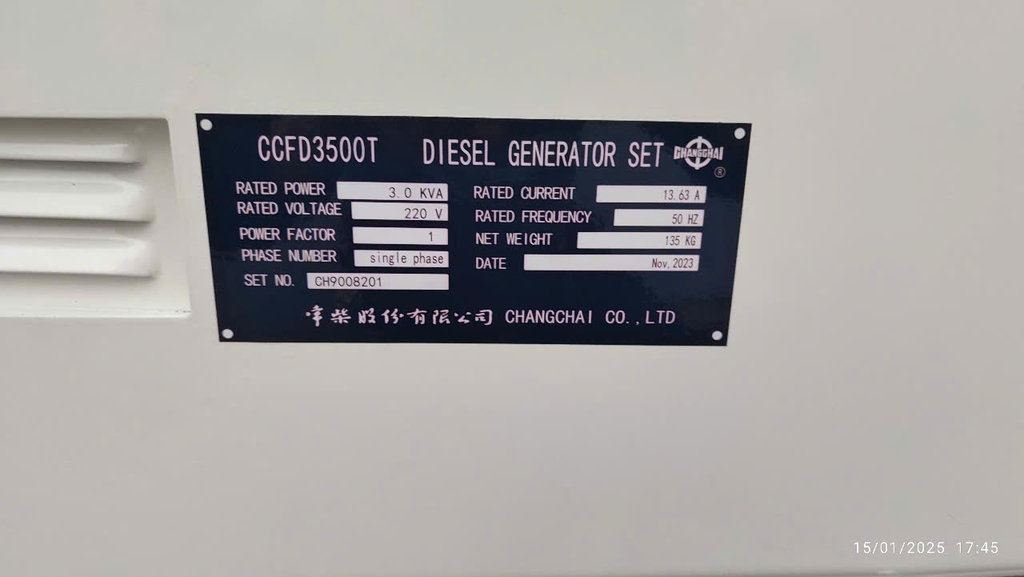 CCFD3500T DIESEL GENERATOR SET CHANGCHAI ®
RATED POWER 3.0 KVA RATED CURRENT 13.63 A
RATED VOLTAGE 220 V RATED FREQUENCY 50 HZ
POWER FACTOR 1 NET WEIGHT 135 KG
PHASE NUMBER single phase DATE Nov,2023
SET NO. CH9008201
常柴股份有限公司 CHANGCHAI CO.,LTD
15/01/2025 17:45